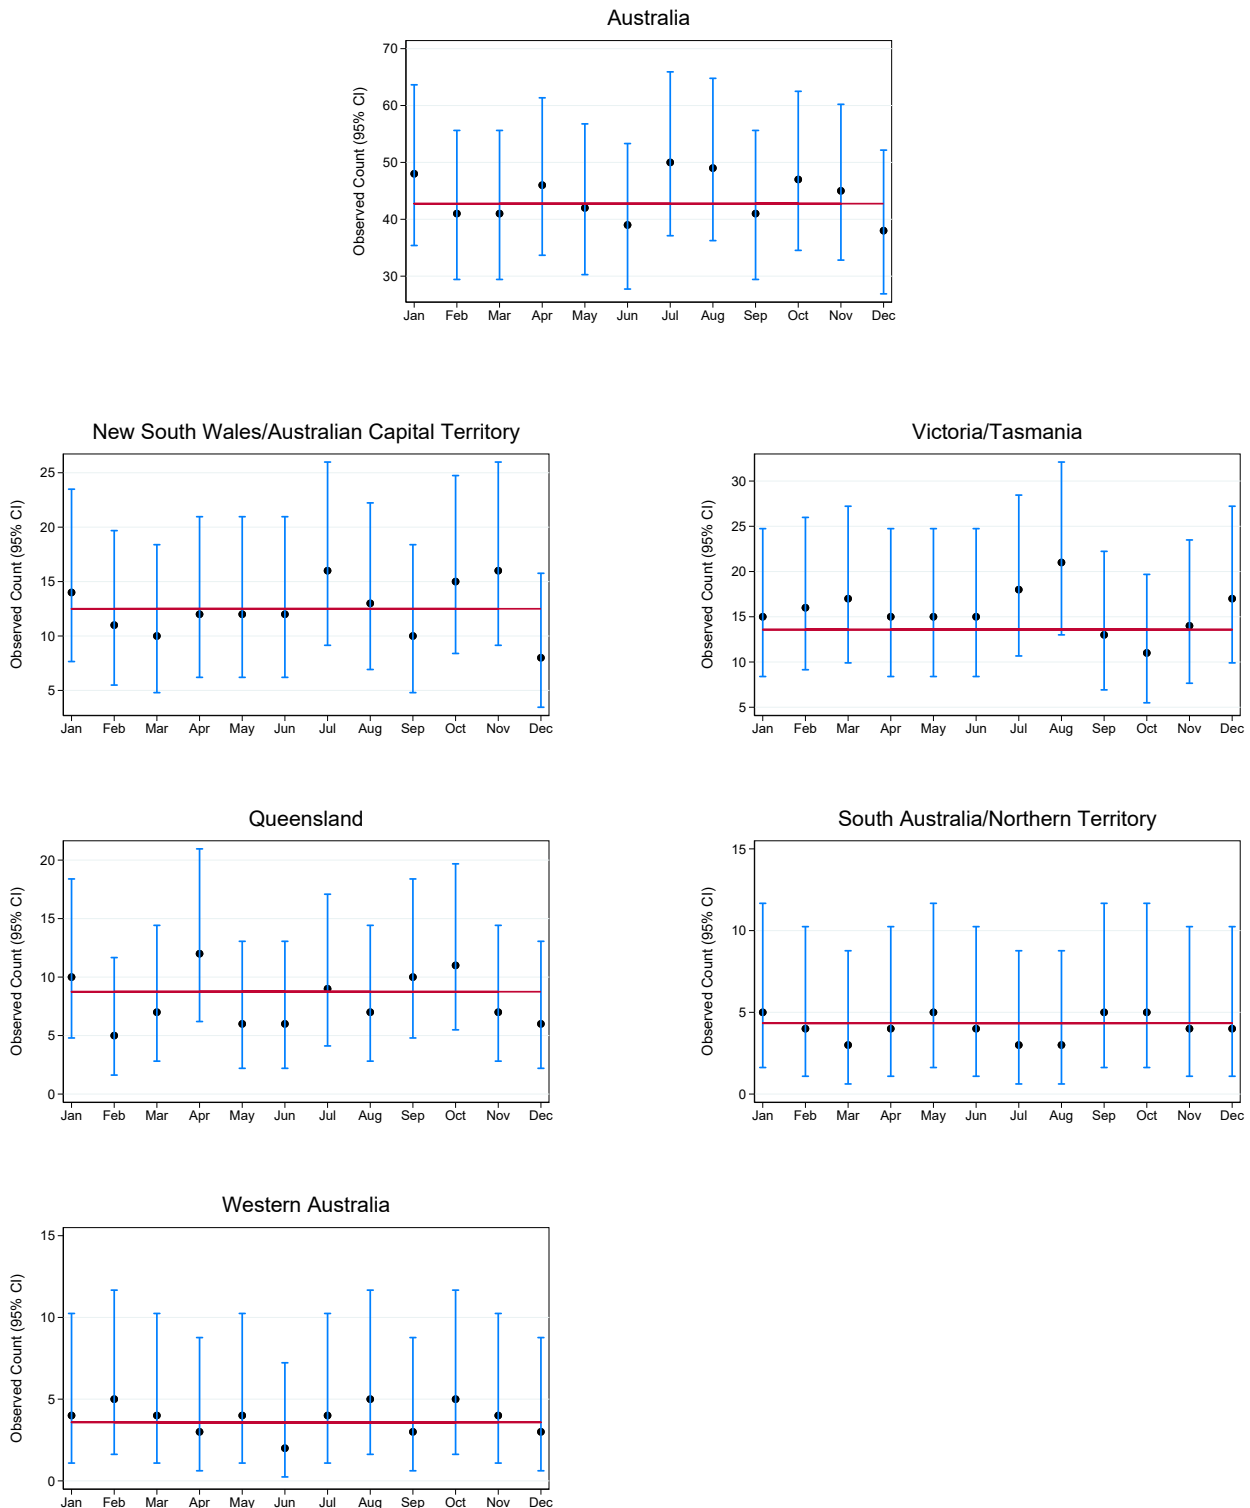 Australia
Observed Count (95% CI)
70
60
50
40
30
Jan Feb Mar Apr May Jun Jul Aug Sep Oct Nov Dec
New South Wales/Australian Capital Territory
Observed Count (95% CI)
25
20
15
10
5
Jan Feb Mar Apr May Jun Jul Aug Sep Oct Nov Dec
Victoria/Tasmania
Observed Count (95% CI)
30
25
20
15
10
5
Jan Feb Mar Apr May Jun Jul Aug Sep Oct Nov Dec
Queensland
Observed Count (95% CI)
20
15
10
5
0
Jan Feb Mar Apr May Jun Jul Aug Sep Oct Nov Dec
South Australia/Northern Territory
Observed Count (95% CI)
15
10
5
0
Jan Feb Mar Apr May Jun Jul Aug Sep Oct Nov Dec
Western Australia
Observed Count (95% CI)
15
10
5
0
Jan Feb Mar Apr May Jun Jul Aug Sep Oct Nov Dec